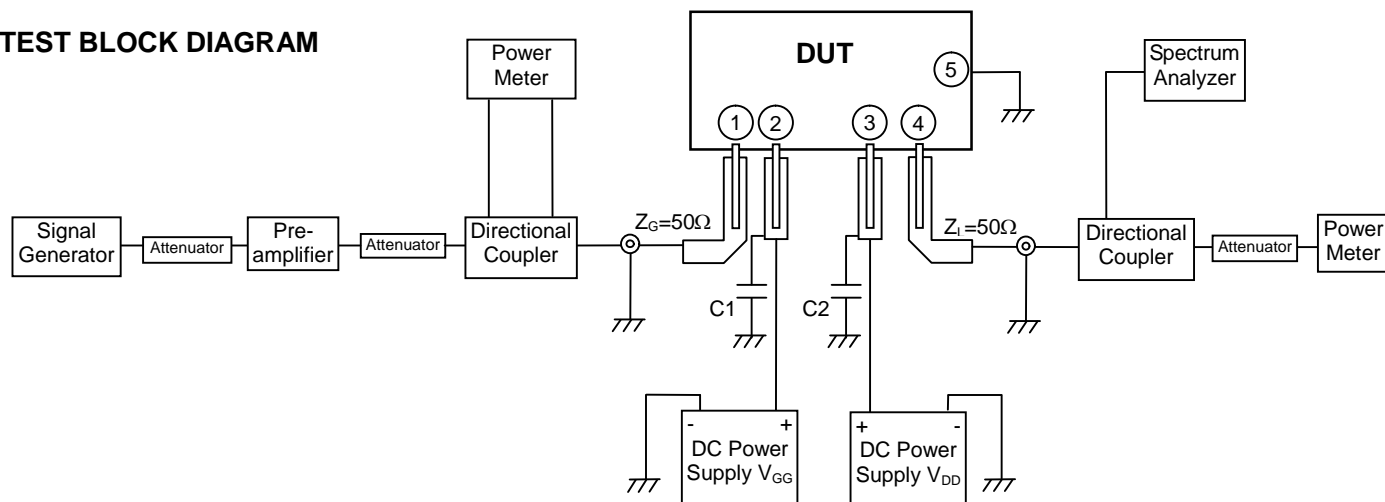 TEST BLOCK DIAGRAM
Power
Meter
DUT
5
Spectrum
Analyzer
1
2
3
4
Signal
Generator
Attenuator
Pre-
amplifier
Attenuator
Directional
Coupler
ZG=50Ω
ZL=50Ω
Directional
Coupler
Attenuator
Power
Meter
C1
C2
- +
DC Power
Supply VGG
+ -
DC Power
Supply VDD